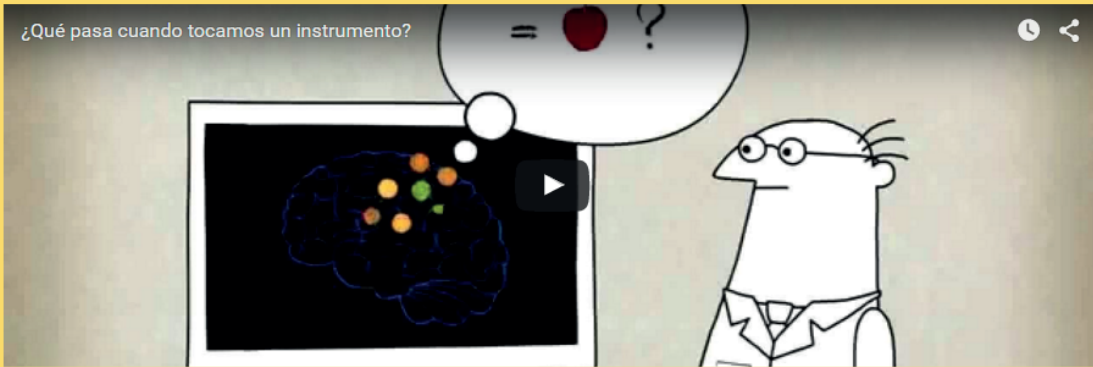 ¿Qué pasa cuando tocamos un instrumento?
= ?